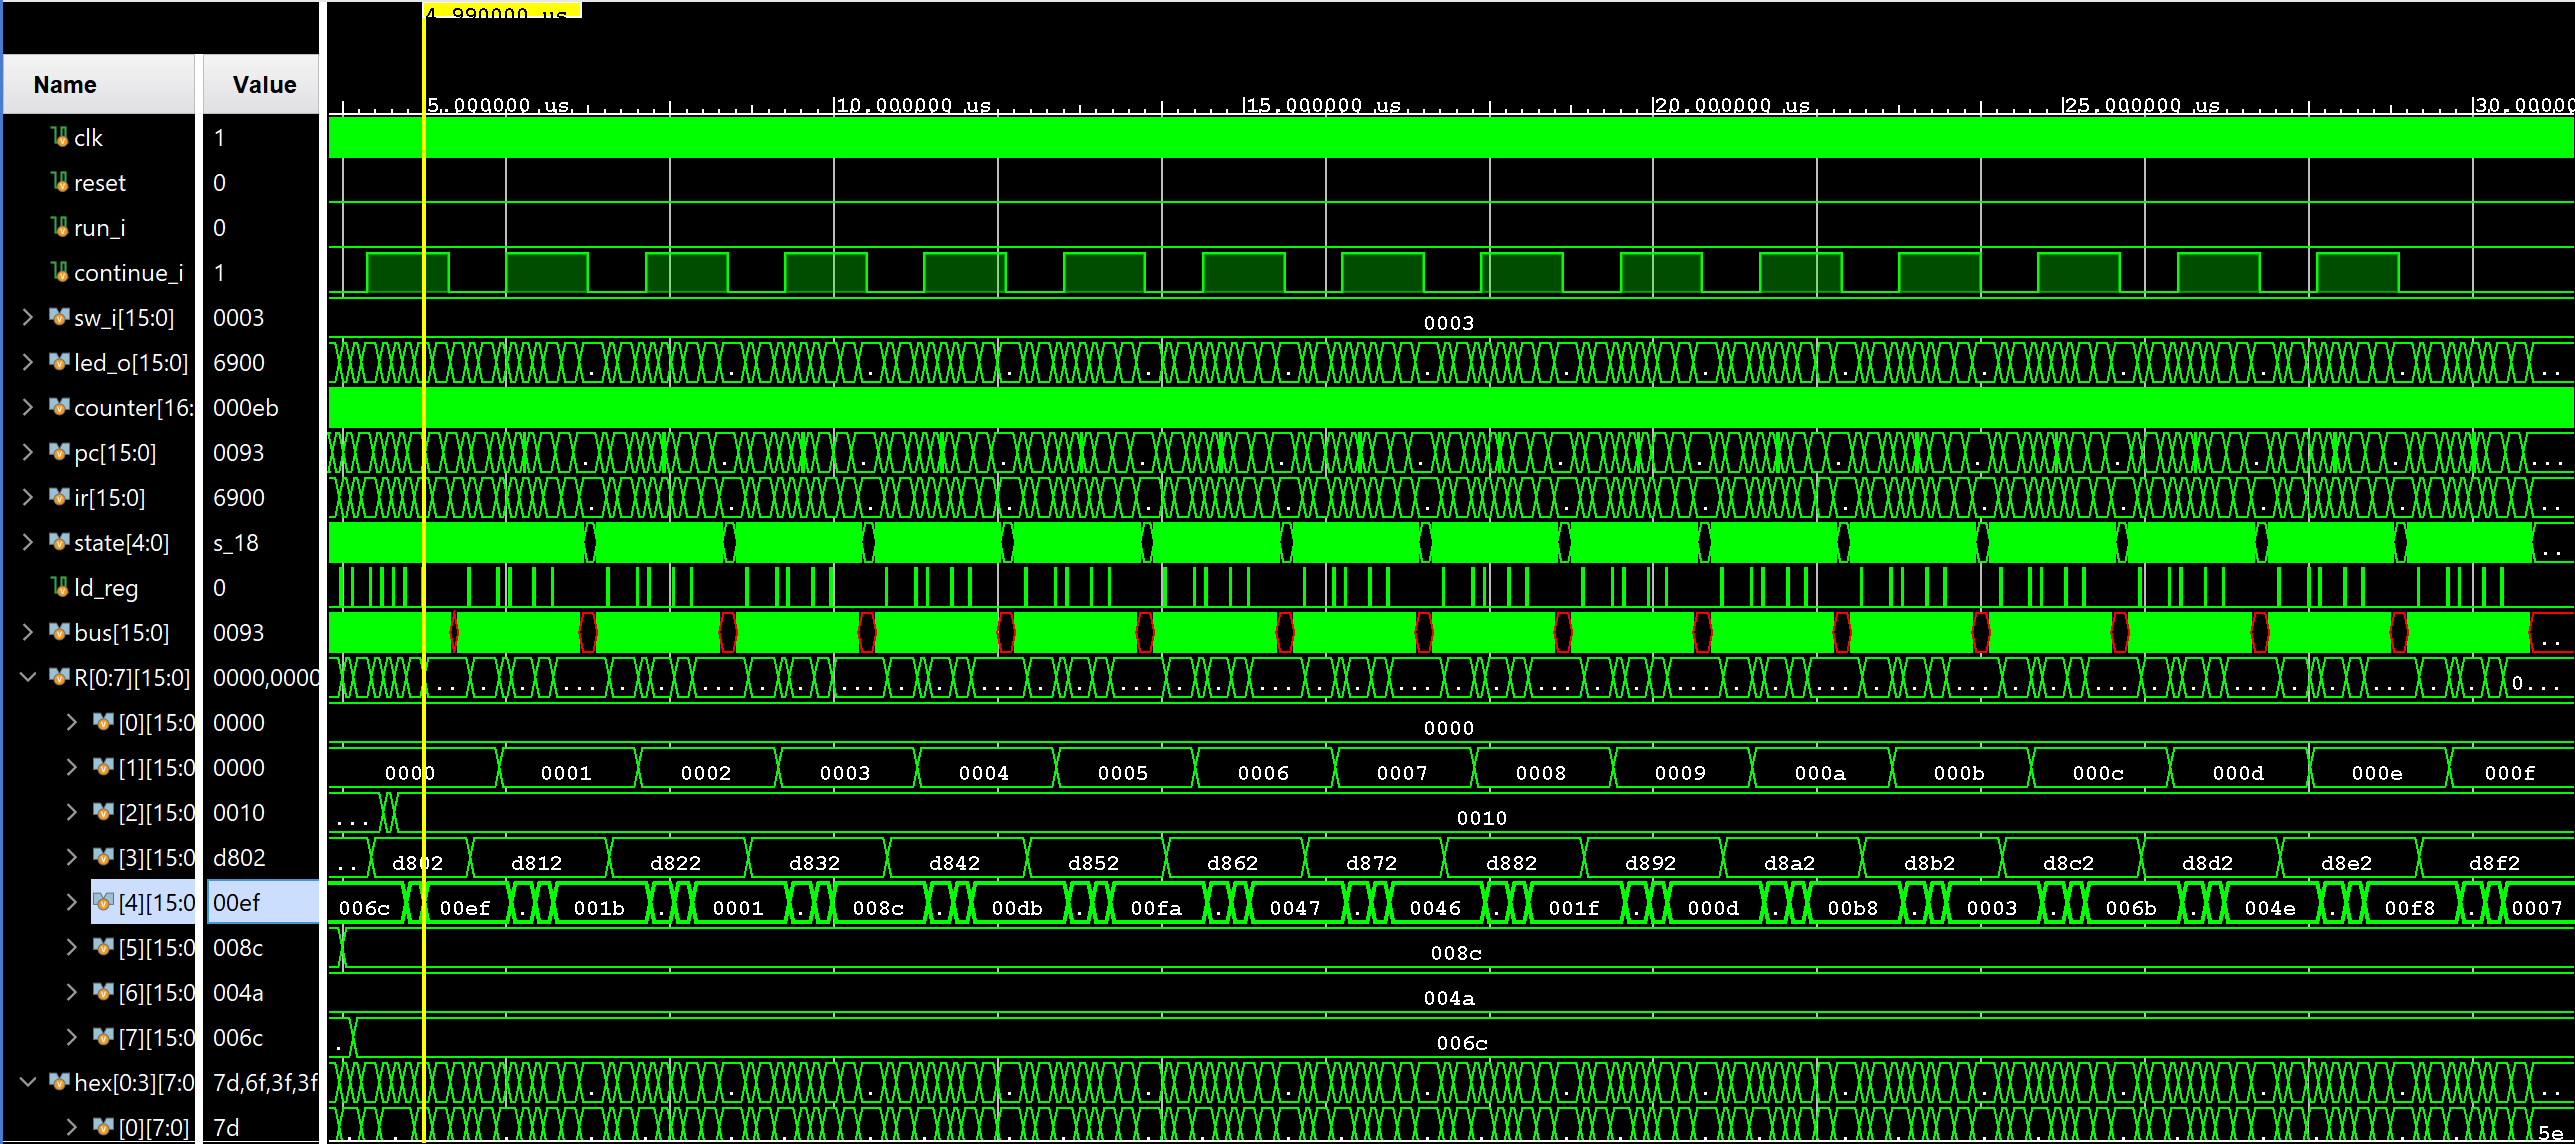 4.990000 us
Name Value
5.000000 us 10.000000 us 15.000000 us 20.000000 us 25.000000 us 30.00000
clk 1
reset 0
run_i 0
continue_i 1
sw_i[15:0] 0003 0003
led_o[15:0] 6900
counter[16: 000eb
pc[15:0] 0093
ir[15:0] 6900
state[4:0] s_18
ld_reg 0
bus[15:0] 0093
R[0:7][15:0] 0000,0000 0...
[0][15:0 0000 0000
[1][15:0 0000 0000 0001 0002 0003 0004 0005 0006 0007 0008 0009 000a 000b 000c 000d 000e 000f
[2][15:0 0010 ... 0010
[3][15:0 d802 .. d802 d812 d822 d832 d842 d852 d862 d872 d882 d892 d8a2 d8b2 d8c2 d8d2 d8e2 d8f2
[4][15:0 00ef 006c 00ef . 001b . 0001 . 008c . 00db . 00fa . 0047 . 0046 . 001f . 000d . 00b8 . 0003 . 006b . 004e . 00f8 . 0007
[5][15:0 008c 008c
[6][15:0 004a 004a
[7][15:0 006c . 006c
hex[0:3][7:0 7d,6f,3f,3f
[0][7:0] 7d 5e